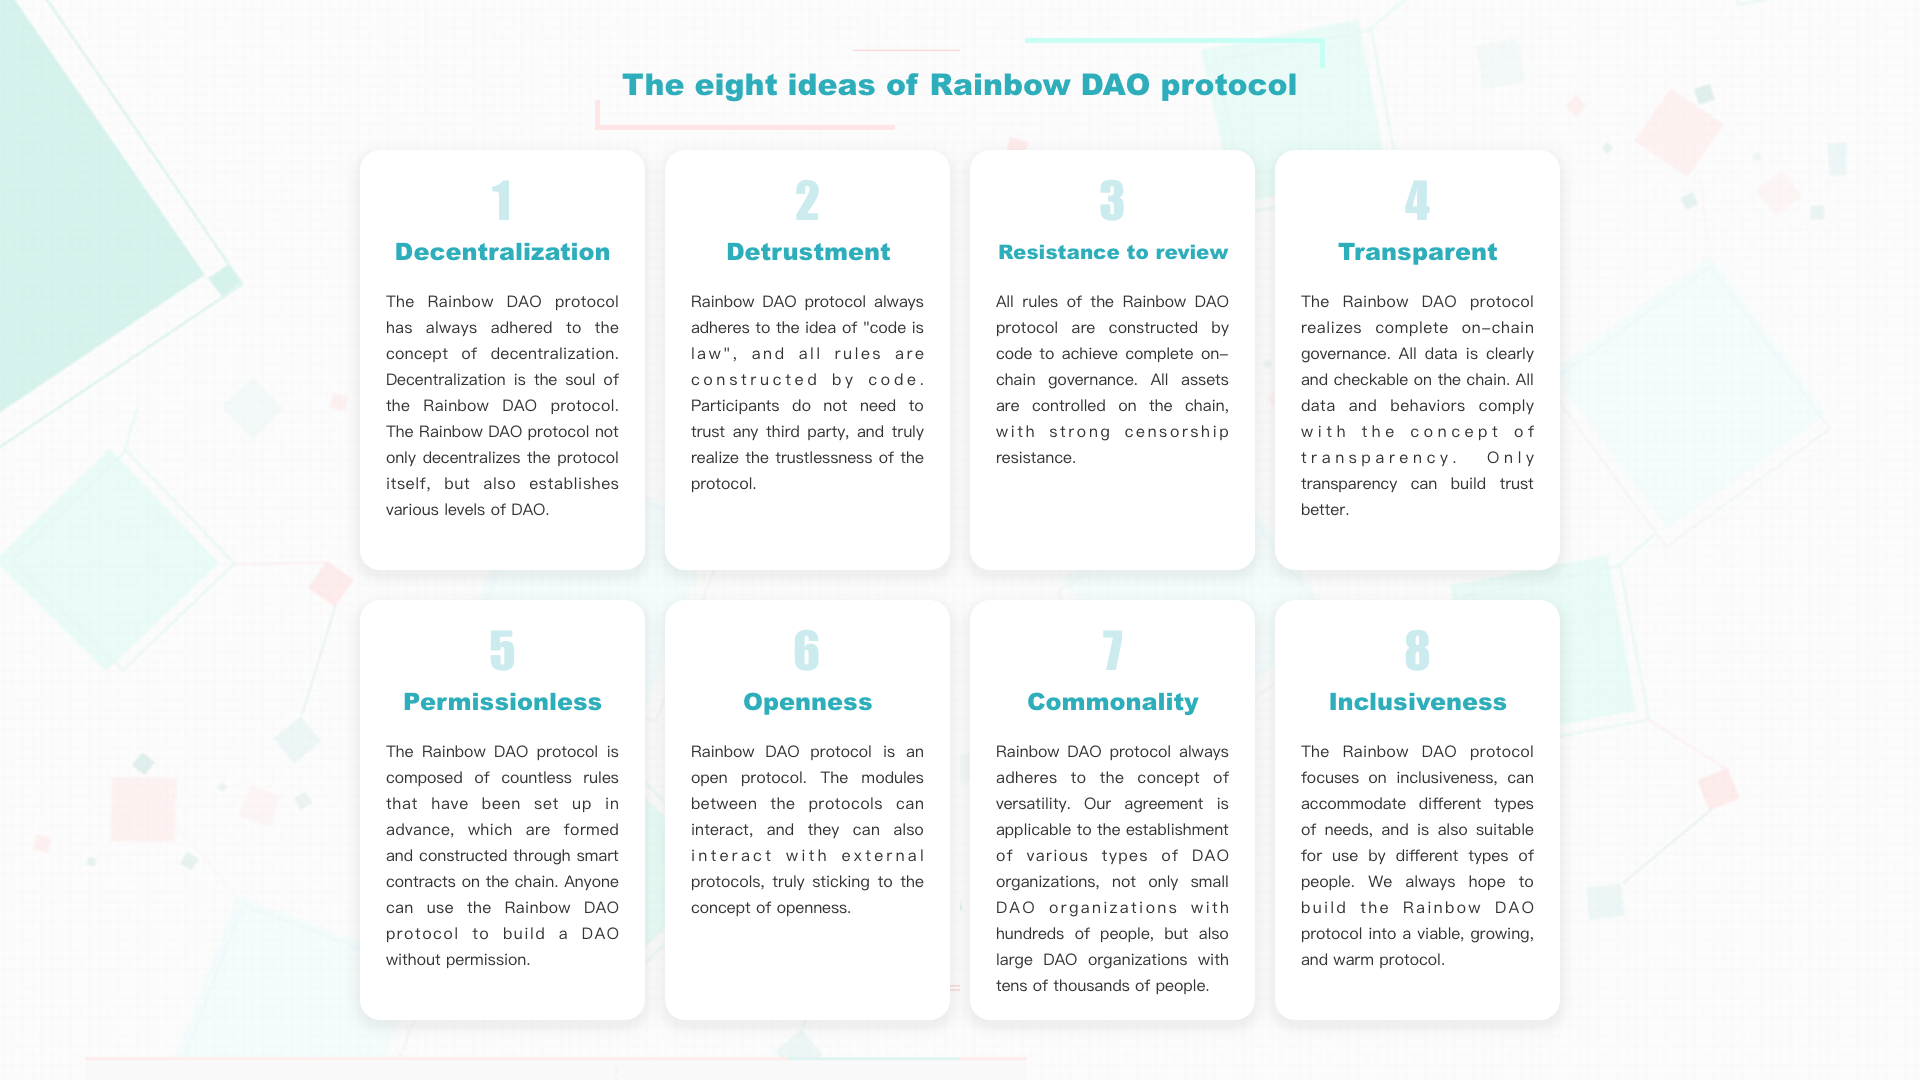 The eight ideas of Rainbow DAO protocol
1
Decentralization
The Rainbow DAO protocol
has always adhered to the
concept of decentralization.
Decentralization is the soul of
the Rainbow DAO protocol.
The Rainbow DAO protocol not
only decentralizes the protocol
itself, but also establishes
various levels of DAO.
2
Detrustment
Rainbow DAO protocol always
adheres to the idea of "code is
law", and all rules are
constructed by code.
Participants do not need to
trust any third party, and truly
realize the trustlessness of the
protocol.
3
Resistance to review
All rules of the Rainbow DAO
protocol are constructed by
code to achieve complete on-
chain governance. All assets
are controlled on the chain,
with strong censorship
resistance.
4
Transparent
The Rainbow DAO protocol
realizes complete on-chain
governance. All data is clearly
and checkable on the chain. All
data and behaviors comply
with the concept of
transparency. Only
transparency can build trust
better.
5
Permissionless
The Rainbow DAO protocol is
composed of countless rules
that have been set up in
advance, which are formed
and constructed through smart
contracts on the chain. Anyone
can use the Rainbow DAO
protocol to build a DAO
without permission.
6
Openness
Rainbow DAO protocol is an
open protocol. The modules
between the protocols can
interact, and they can also
interact with external
protocols, truly sticking to the
concept of openness.
7
Commonality
Rainbow DAO protocol always
adheres to the concept of
versatility. Our agreement is
applicable to the establishment
of various types of DAO
organizations, not only small
DAO organizations with
hundreds of people, but also
large DAO organizations with
tens of thousands of people.
8
Inclusiveness
The Rainbow DAO protocol
focuses on inclusiveness, can
accommodate different types
of needs, and is also suitable
for use by different types of
people. We always hope to
build the Rainbow DAO
protocol into a viable, growing,
and warm protocol.